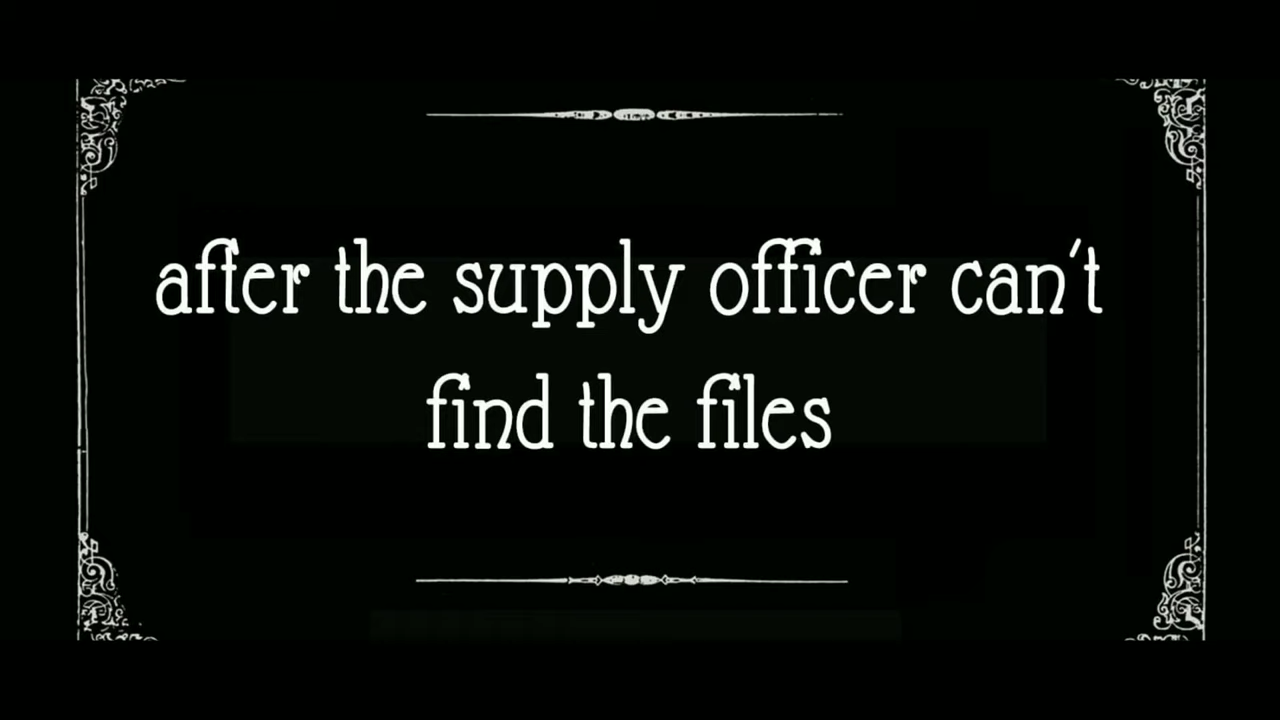 after the supply officer can't
find the files